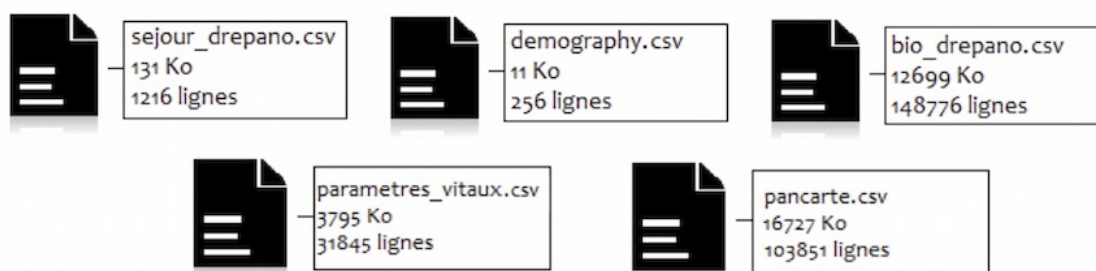 sejour_drepano.csv
131 Ko
1216 lignes
demography.csv
11 Ko
256 lignes
bio_drepano.csv
12699 Ko
148776 lignes
parametres_vitaux.csv
3795 Ko
31845 lignes
pancarte.csv
16727 Ko
103851 lignes